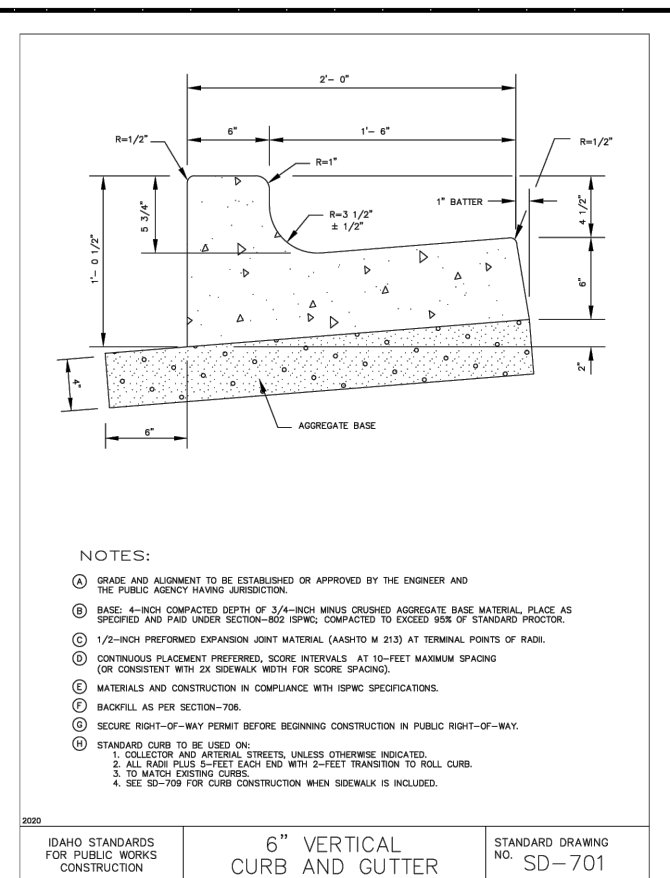 2'- 0"
6"
1'- 6"
R=1/2"
R=1/2"
R=1"
1" BATTER
R=3 1/2"
± 1/2"
5 3/4"
1'- 0 1/2"
4 1/2"
6"
2"
4"
6"
AGGREGATE BASE
NOTES:
A GRADE AND ALIGNMENT TO BE ESTABLISHED OR APPROVED BY THE ENGINEER AND
THE PUBLIC AGENCY HAVING JURISDICTION.
B BASE: 4-INCH COMPACTED DEPTH OF 3/4-INCH MINUS CRUSHED AGGREGATE BASE MATERIAL, PLACE AS
SPECIFIED AND PAID UNDER SECTION-802 ISPWC; COMPACTED TO EXCEED 95% OF STANDARD PROCTOR.
C 1/2-INCH PREFORMED EXPANSION JOINT MATERIAL (AASHTO M 213) AT TERMINAL POINTS OF RADII.
D CONTINUOUS PLACEMENT PREFERRED, SCORE INTERVALS AT 10-FEET MAXIMUM SPACING
(OR CONSISTENT WITH 2X SIDEWALK WIDTH FOR SCORE SPACING).
E MATERIALS AND CONSTRUCTION IN COMPLIANCE WITH ISPWC SPECIFICATIONS.
F BACKFILL AS PER SECTION-706.
G SECURE RIGHT-OF-WAY PERMIT BEFORE BEGINNING CONSTRUCTION IN PUBLIC RIGHT-OF-WAY.
H STANDARD CURB TO BE USED ON:
1. COLLECTOR AND ARTERIAL STREETS, UNLESS OTHERWISE INDICATED.
2. ALL RADII PLUS 5-FEET EACH END WITH 2-FEET TRANSITION TO ROLL CURB.
3. TO MATCH EXISTING CURBS.
4. SEE SD-709 FOR CURB CONSTRUCTION WHEN SIDEWALK IS INCLUDED.
2020
IDAHO STANDARDS
FOR PUBLIC WORKS
CONSTRUCTION
6" VERTICAL
CURB AND GUTTER
STANDARD DRAWING
NO. SD-701